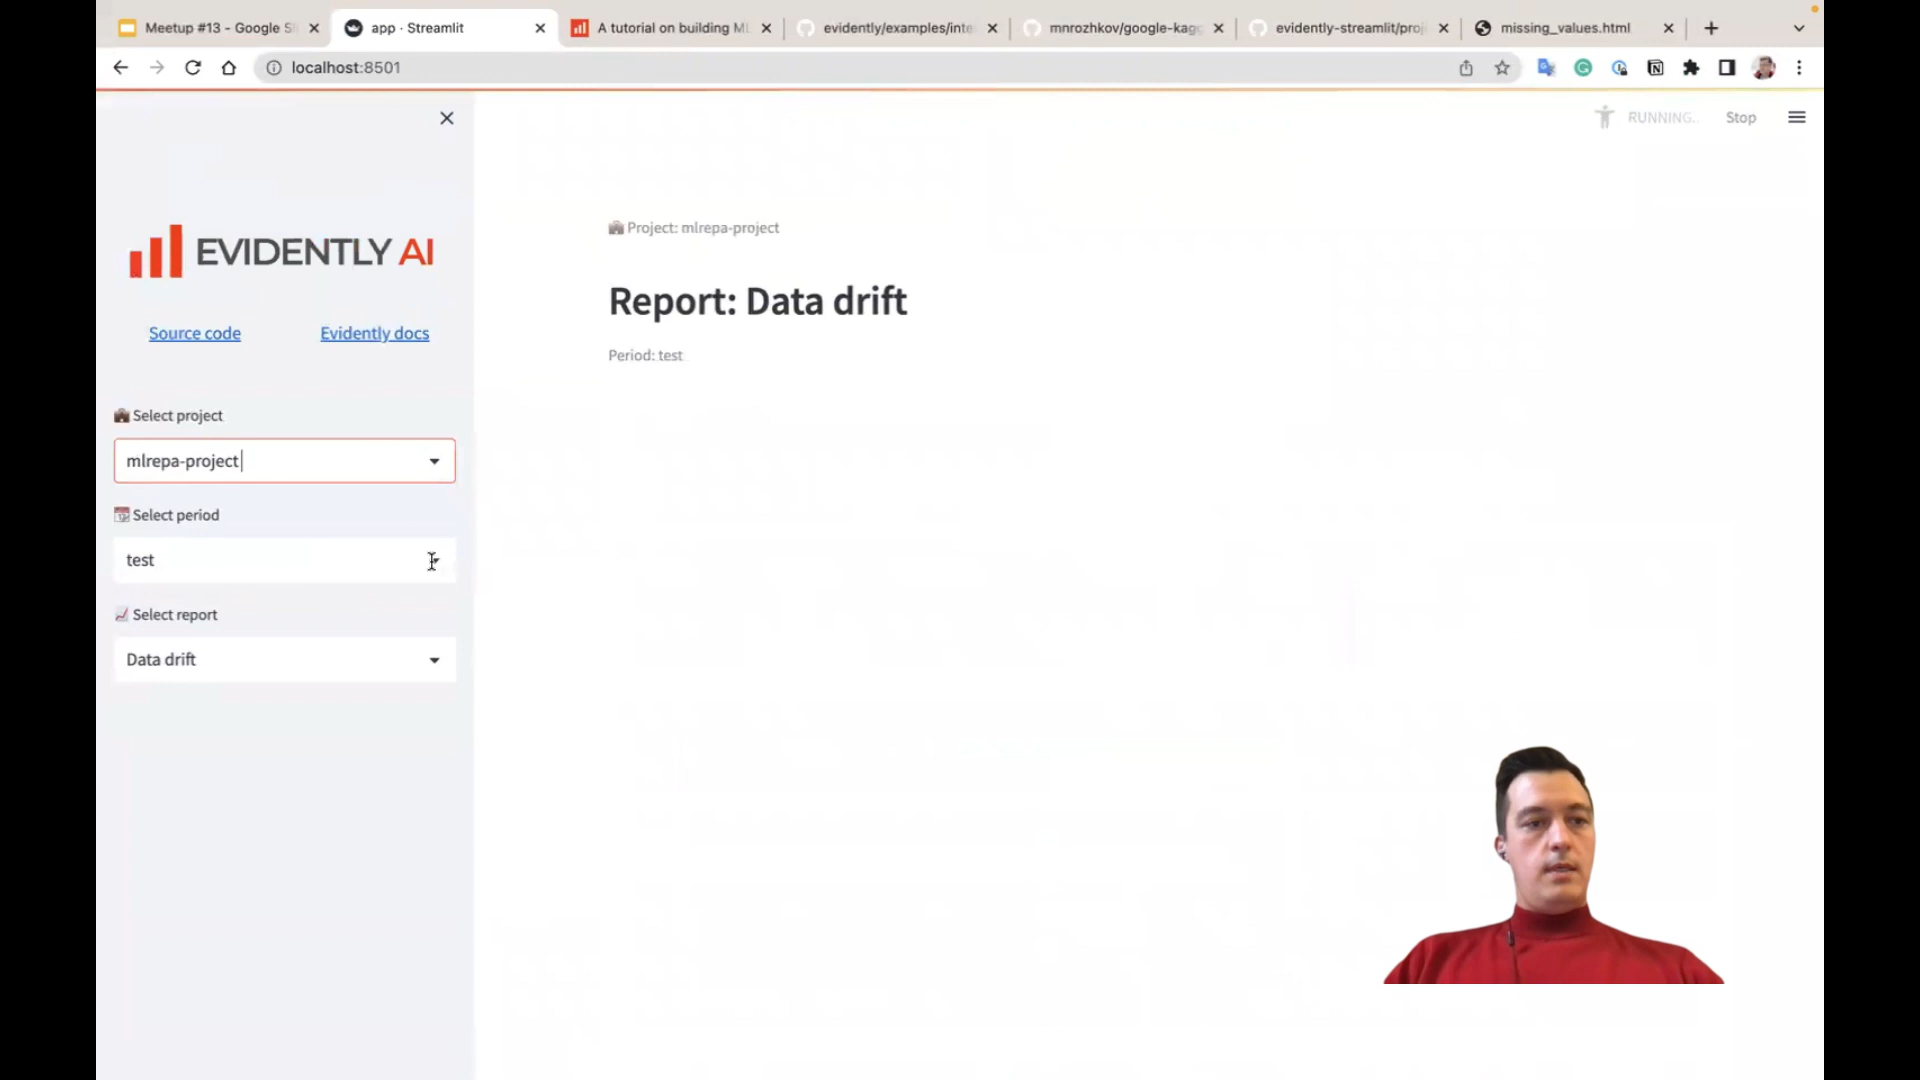 Meetup #13 - Google Sl
app · Streamlit
A tutorial on building ML
evidently/examples/inte
mnrozhkov/google-kagg
evidently-streamlit/proj
missing_values.html
localhost:8501
RUNNING...
Stop
EVIDENTLY AI
Source code
Evidently docs
Select project
mlrepa-project
Select period
test
Select report
Data drift
Project: mlrepa-project
Report: Data drift
Period: test